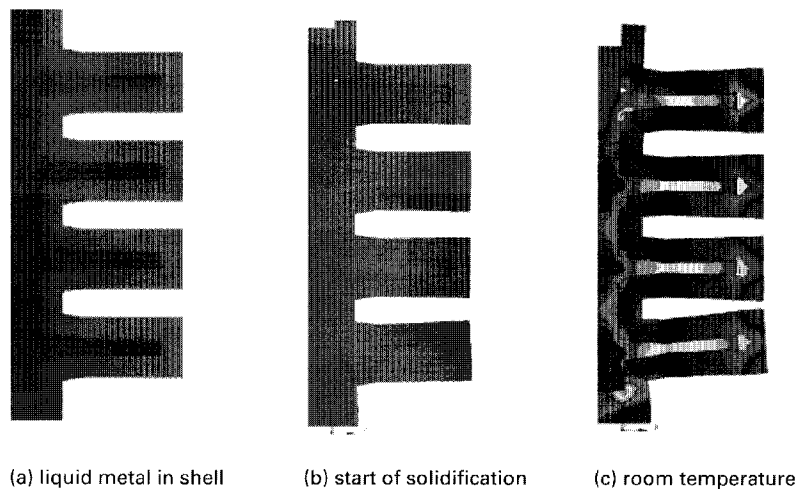 (a) liquid metal in shell
(b) start of solidification
(c) room temperature